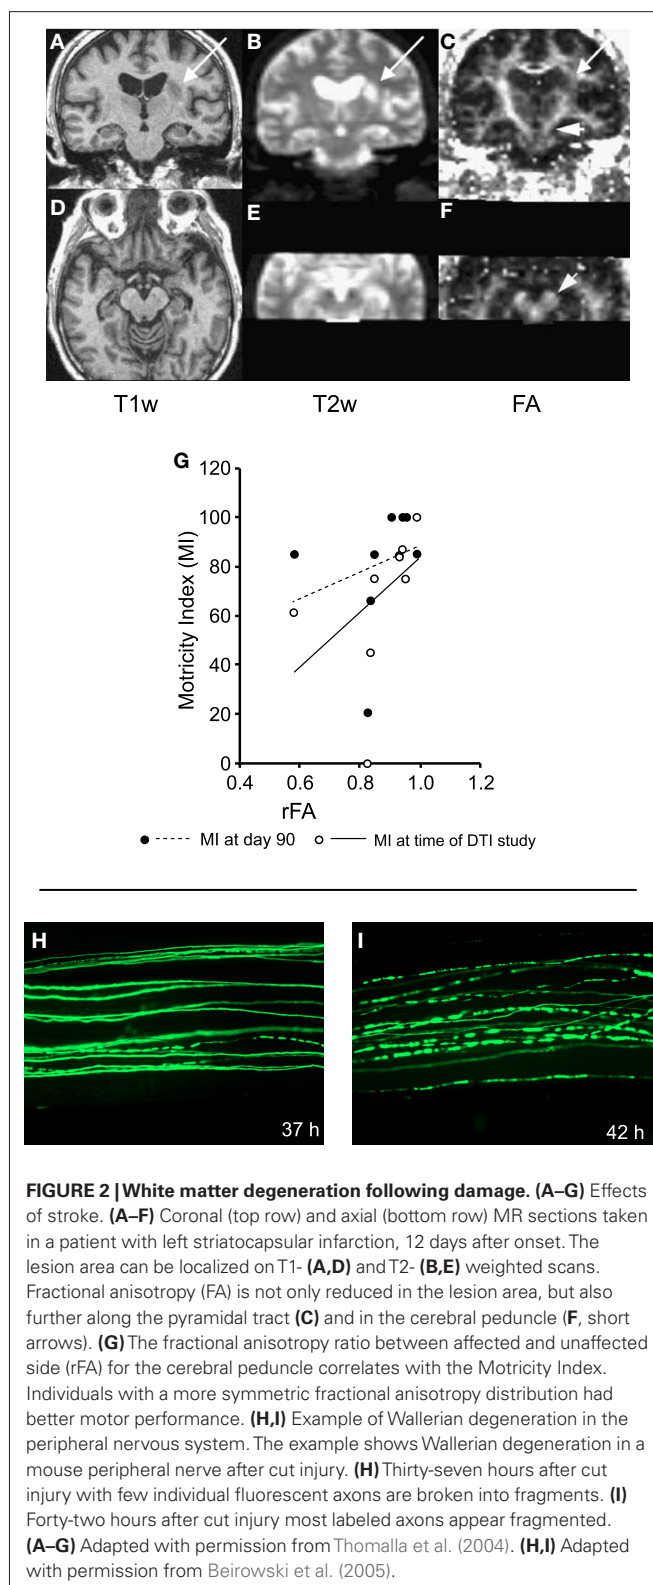 A
B
C
D
E
F
T1w
T2w
FA
G
120
100
80
60
40
20
0
Motricity Index (MI)
0.4
0.6
0.8
1.0
1.2
rFA
MI at day 90
MI at time of DTI study
H
37 h
I
42 h
FIGURE 2 | White matter degeneration following damage. (A–G) Effects
of stroke. (A–F) Coronal (top row) and axial (bottom row) MR sections taken
in a patient with left striatocapsular infarction, 12 days after onset. The
lesion area can be localized on T1- (A,D) and T2- (B,E) weighted scans.
Fractional anisotropy (FA) is not only reduced in the lesion area, but also
further along the pyramidal tract (C) and in the cerebral peduncle (F, short
arrows). (G) The fractional anisotropy ratio between affected and unaffected
side (rFA) for the cerebral peduncle correlates with the Motricity Index.
Individuals with a more symmetric fractional anisotropy distribution had
better motor performance. (H,I) Example of Wallerian degeneration in the
peripheral nervous system. The example shows Wallerian degeneration in a
mouse peripheral nerve after cut injury. (H) Thirty-seven hours after cut
injury with few individual fluorescent axons are broken into fragments. (I)
Forty-two hours after cut injury most labeled axons appear fragmented.
(A–G) Adapted with permission from Thomalla et al. (2004). (H,I) Adapted
with permission from Beirowski et al. (2005).